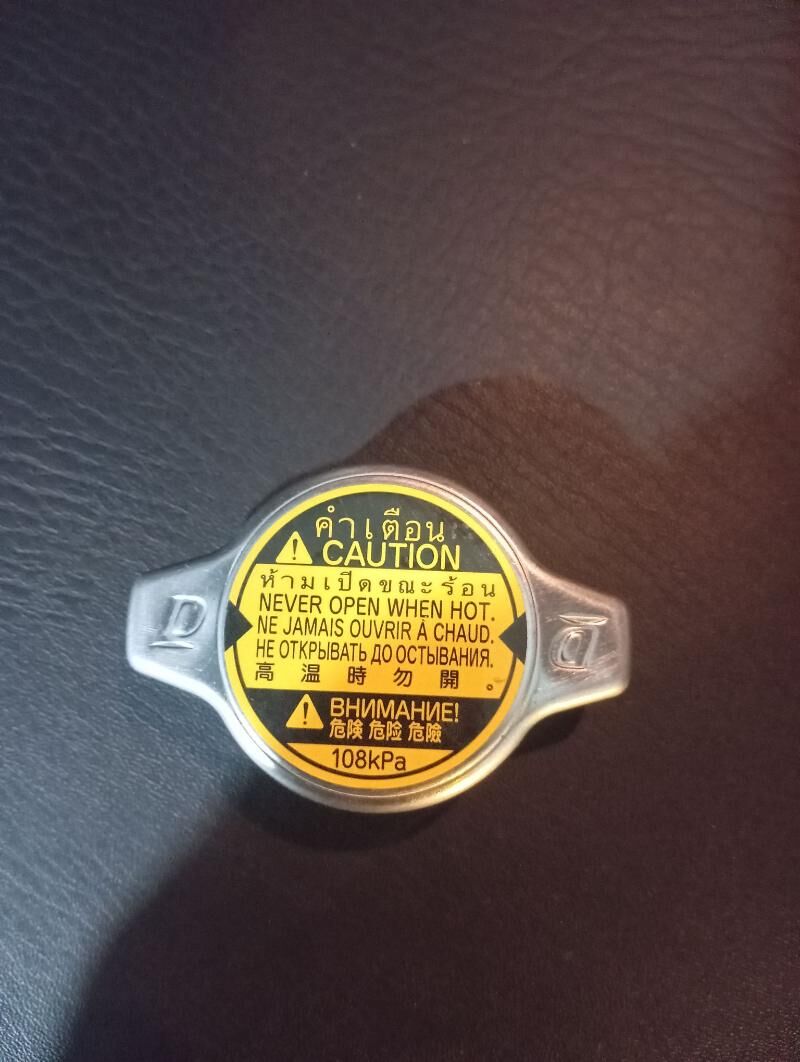 คำเตือน
CAUTION
ห้ามเปิดขณะร้อน
NEVER OPEN WHEN HOT.
NE JAMAIS OUVRIR À CHAUD.
НЕ ОТКРЫВАТЬ ДО ОСТЫВАНИЯ.
高温時勿開。
ВНИМАНИЕ!
危険 危险 危險
108kPa
D
D